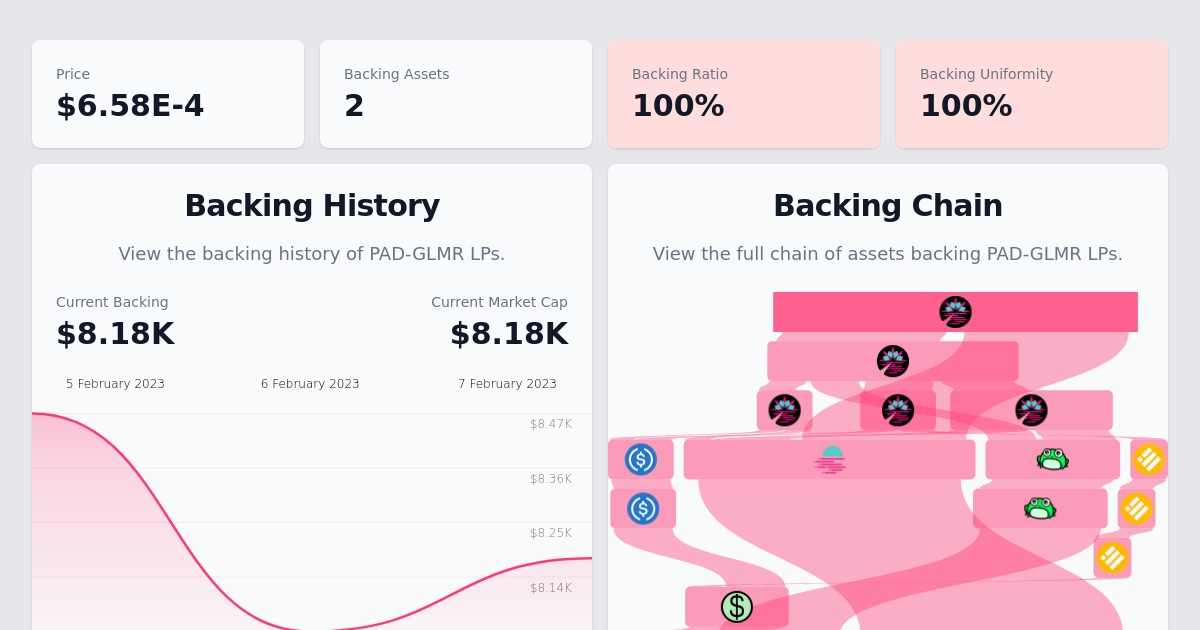 Price
$6.58E-4
Backing Assets
2
Backing Ratio
100%
Backing Uniformity
100%
Backing History
View the backing history of PAD-GLMR LPs.
Current Backing
$8.18K
Current Market Cap
$8.18K
5 February 2023
6 February 2023
7 February 2023
$8.47K
$8.36K
$8.25K
$8.14K
Backing Chain
View the full chain of assets backing PAD-GLMR LPs.